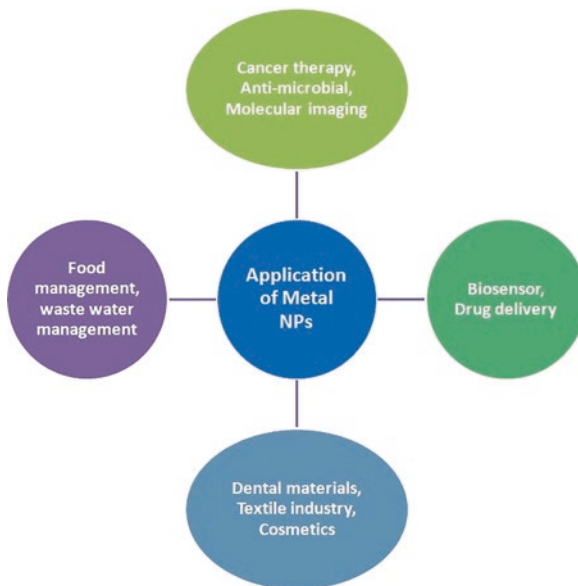 Cancer therapy,
Anti-microbial,
Molecular imaging
Food
management,
waste water
management
Application
of Metal
NPs
Biosensor,
Drug delivery
Dental materials,
Textile industry,
Cosmetics